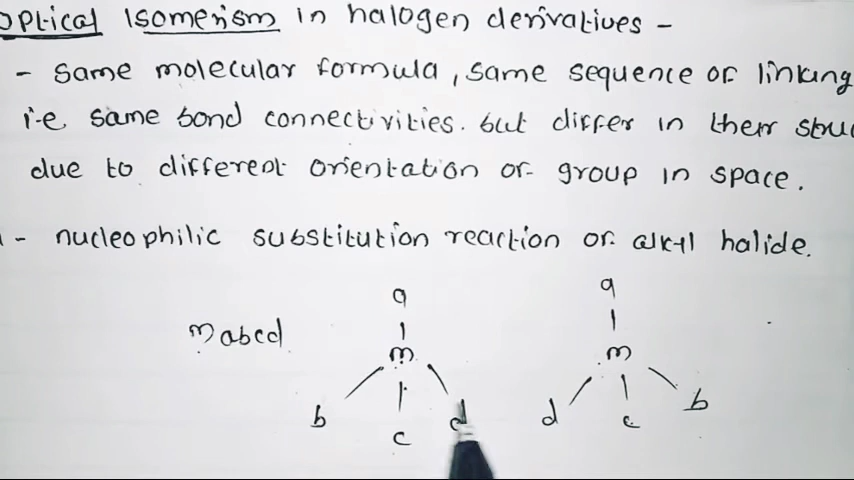 Optical Isomerism in halogen derivatives -
- same molecular formula, same sequence of linking
i.e same bond connectivities. but differ in their struc
due to different orientation of group in space.
- nucleophilic substitution reaction of alkyl halide.
a a
mabcd m m
b c d d c b